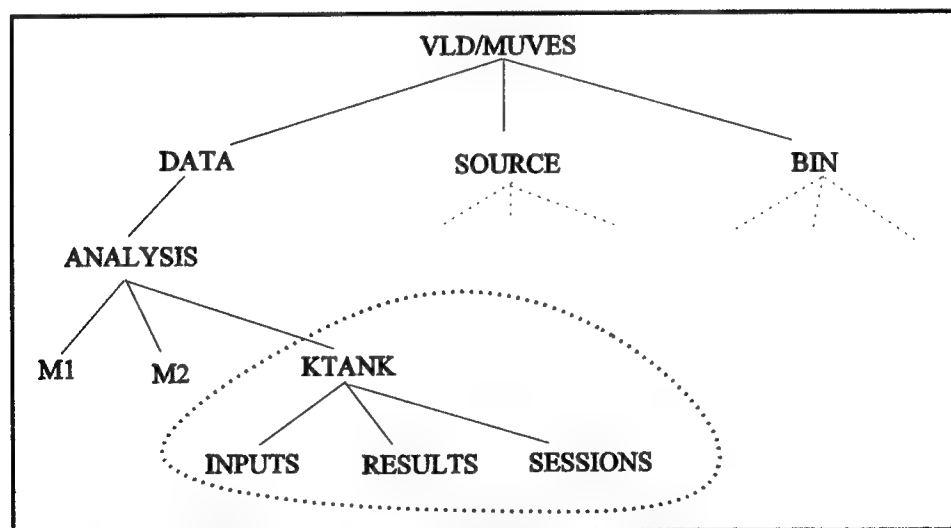 VLD/MUVES
DATA SOURCE BIN
ANALYSIS
M1 M2 KTANK
INPUTS RESULTS SESSIONS